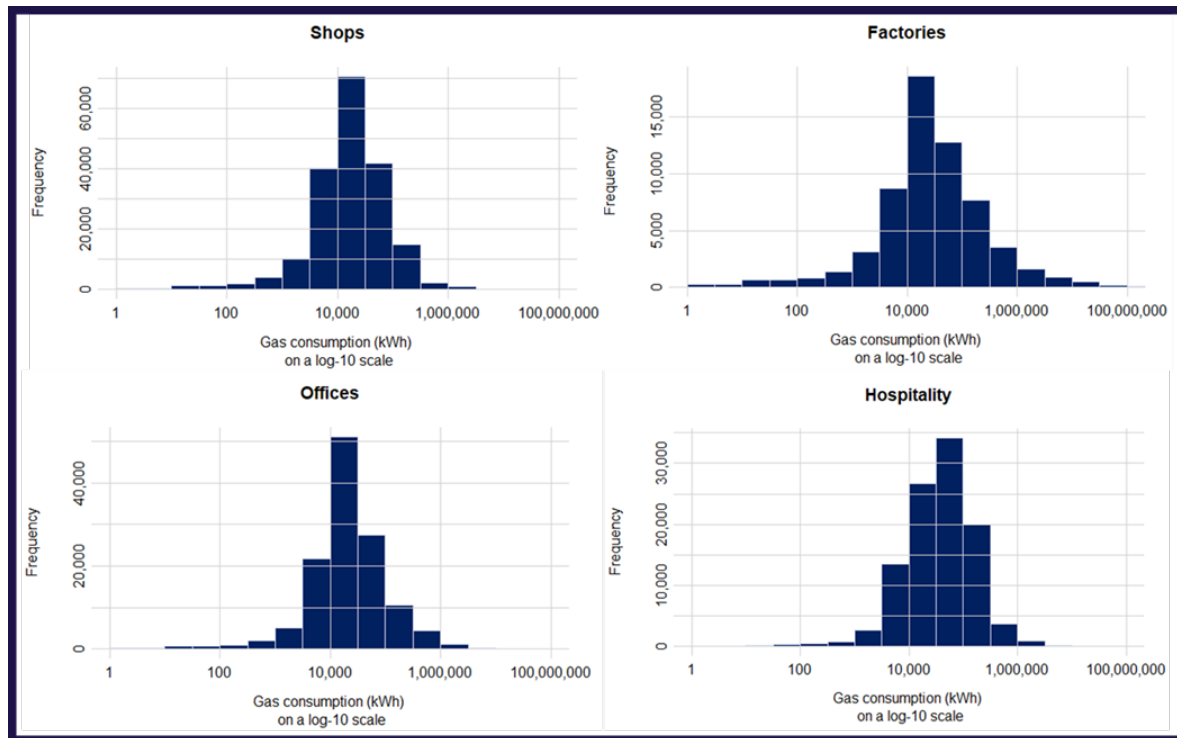 Shops
Frequency
60,000
40,000
20,000
0
1
100
10,000
1,000,000
100,000,000
Gas consumption (kWh)
on a log-10 scale
Factories
Frequency
15,000
10,000
5,000
0
1
100
10,000
1,000,000
100,000,000
Gas consumption (kWh)
on a log-10 scale
Offices
Frequency
40,000
20,000
0
1
100
10,000
1,000,000
100,000,000
Gas consumption (kWh)
on a log-10 scale
Hospitality
Frequency
30,000
20,000
10,000
0
1
100
10,000
1,000,000
100,000,000
Gas consumption (kWh)
on a log-10 scale